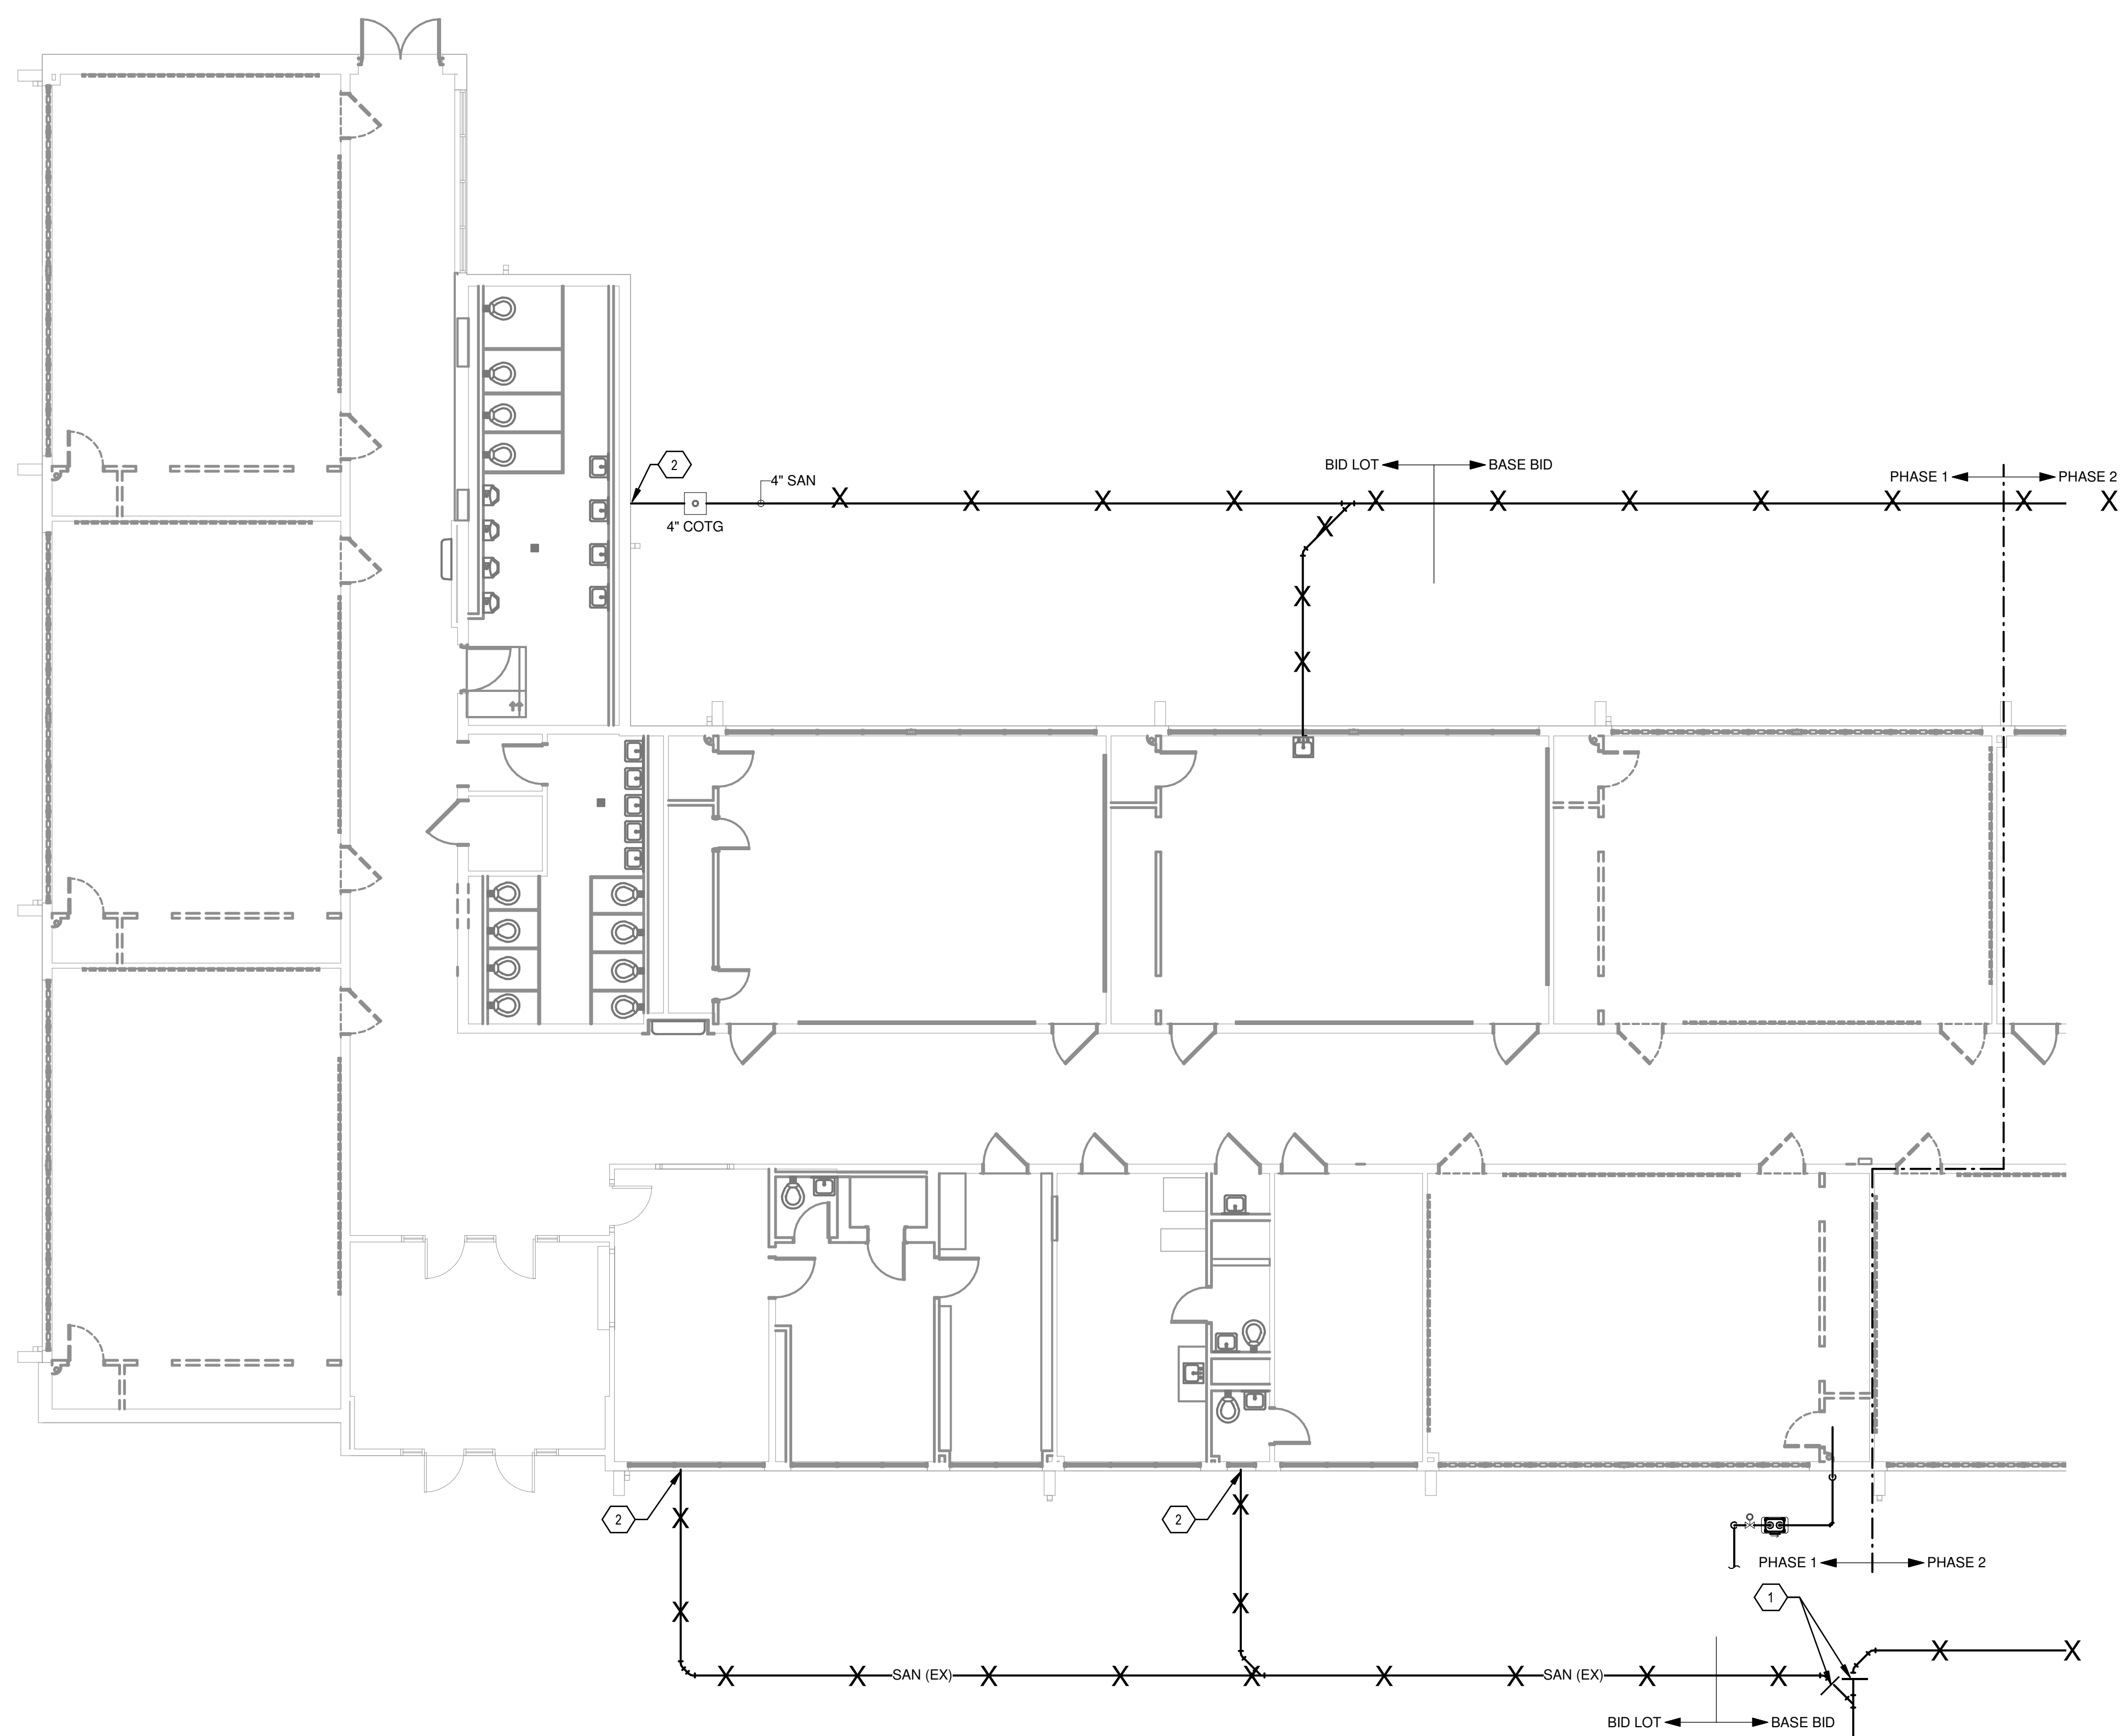 2
4" SAN
4" COTG
BID LOT
BASE BID
PHASE 1
PHASE 2
2
2
PHASE 1
PHASE 2
1
SAN (EX)
SAN (EX)
BID LOT
BASE BID